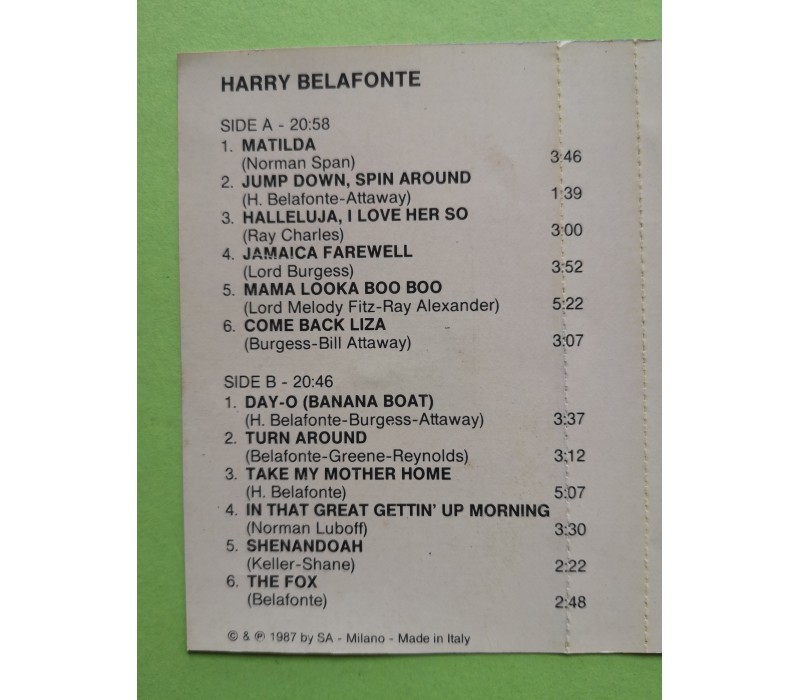 HARRY BELAFONTE
SIDE A - 20:58
1. MATILDA
(Norman Span) 3:46
2. JUMP DOWN, SPIN AROUND
(H. Belafonte-Attaway) 1:39
3. HALLELUJA, I LOVE HER SO
(Ray Charles) 3:00
4. JAMAICA FAREWELL
(Lord Burgess) 3:52
5. MAMA LOOKA BOO BOO
(Lord Melody Fitz-Ray Alexander) 5:22
6. COME BACK LIZA
(Burgess-Bill Attaway) 3:07
SIDE B - 20:46
1. DAY-O (BANANA BOAT)
(H. Belafonte-Burgess-Attaway) 3:37
2. TURN AROUND
(Belafonte-Greene-Reynolds) 3:12
3. TAKE MY MOTHER HOME
(H. Belafonte) 5:07
4. IN THAT GREAT GETTIN' UP MORNING
(Norman Luboff) 3:30
5. SHENANDOAH
(Keller-Shane) 2:22
6. THE FOX
(Belafonte) 2:48
© & ℗ 1987 by SA - Milano - Made in Italy